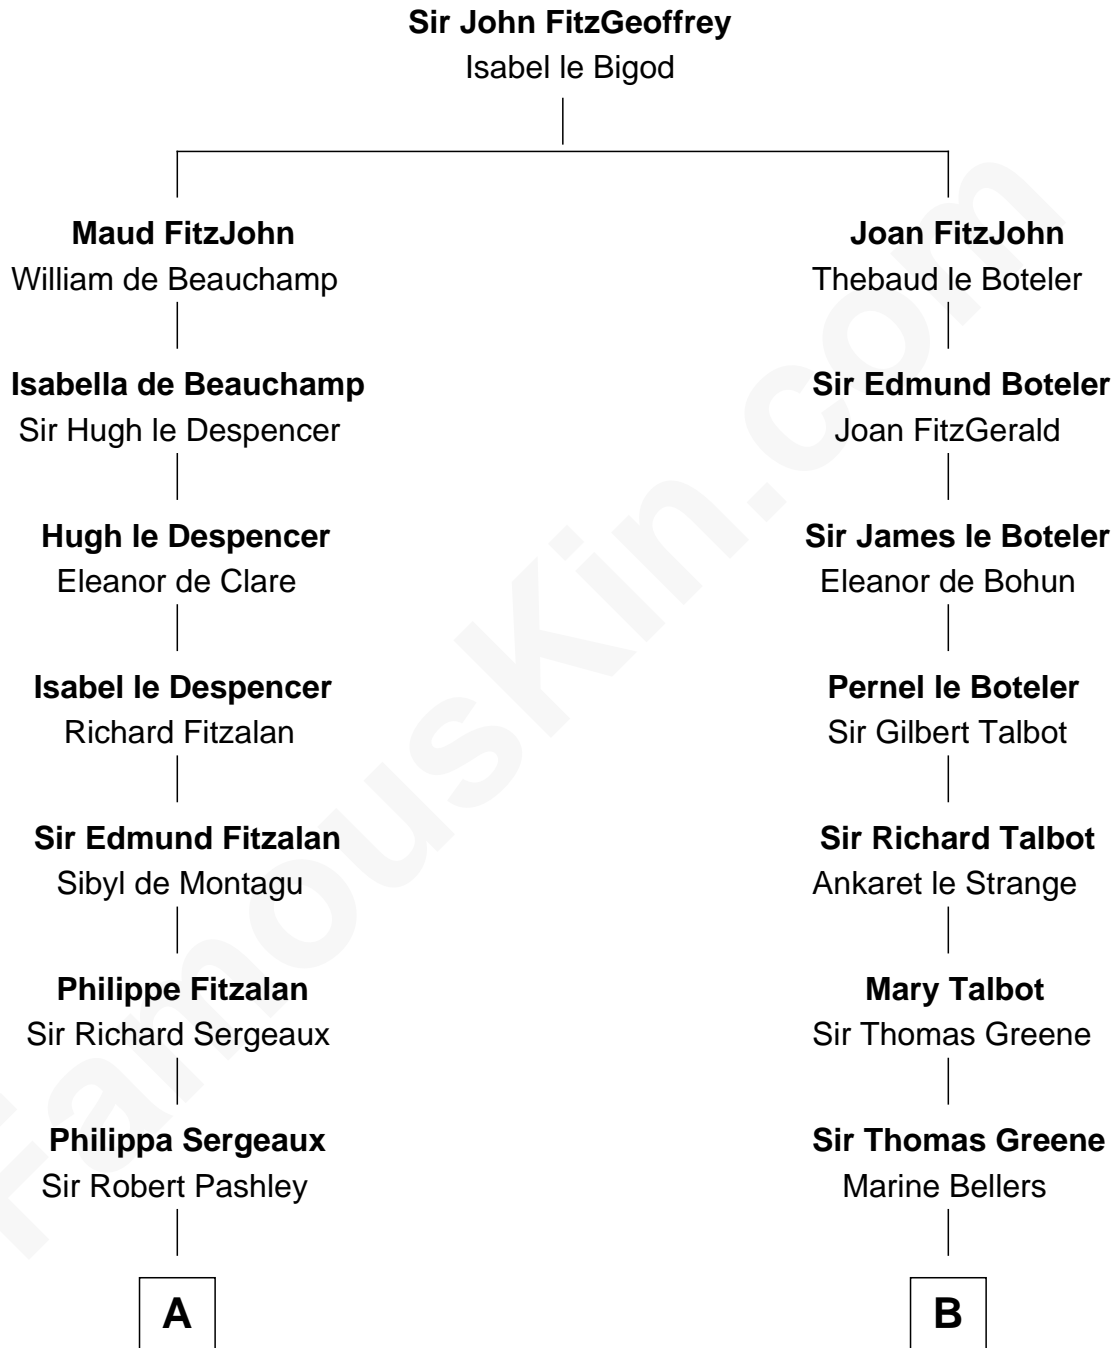 Sir John FitzGeoffrey
Isabel le Bigod
Maud FitzJohn
William de Beauchamp
Joan FitzJohn
Thebaud le Boteler
Isabella de Beauchamp
Sir Hugh le Despencer
Sir Edmund Boteler
Joan FitzGerald
Hugh le Despencer
Eleanor de Clare
Sir James le Boteler
Eleanor de Bohun
Isabel le Despencer
Richard Fitzalan
Pernel le Boteler
Sir Gilbert Talbot
Sir Edmund Fitzalan
Sibyl de Montagu
Sir Richard Talbot
Ankaret le Strange
Philippe Fitzalan
Sir Richard Sergeaux
Mary Talbot
Sir Thomas Greene
Philippa Sergeaux
Sir Robert Pashley
Sir Thomas Greene
Marine Bellers
A
B
FamousKin.com